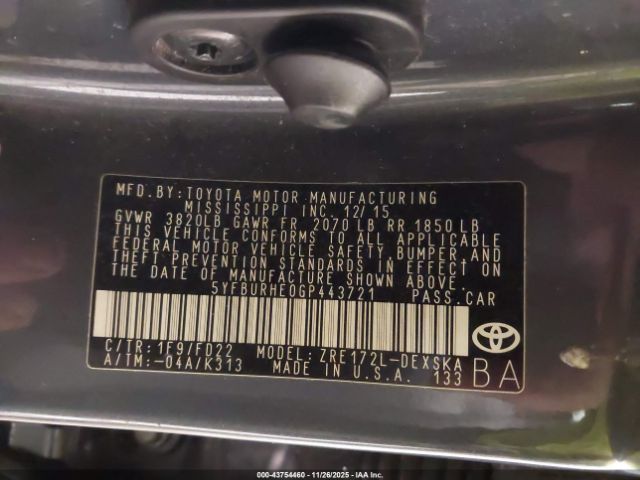 MFD.BY:TOYOTA MOTOR MANUFACTURING
MISSISSIPPI INC. 12/15
GVWR 3820LB GAWR FR 2070 LB RR 1850 LB
THIS VEHICLE CONFORMS TO ALL APPLICABLE
FEDERAL MOTOR VEHICLE SAFETY, BUMPER, AND
THEFT PREVENTION STANDARDS IN EFFECT ON
THE DATE OF MANUFACTURE SHOWN ABOVE.
5YFBURHE0GP443721 PASS.CAR
C/TR:1F9/FD22 MODEL:ZRE172L-DEXSKA
A/TM:-04A/K313 MADE IN U.S.A. 133
BA
000-43754460 | 11/26/2025 | IAA Inc.